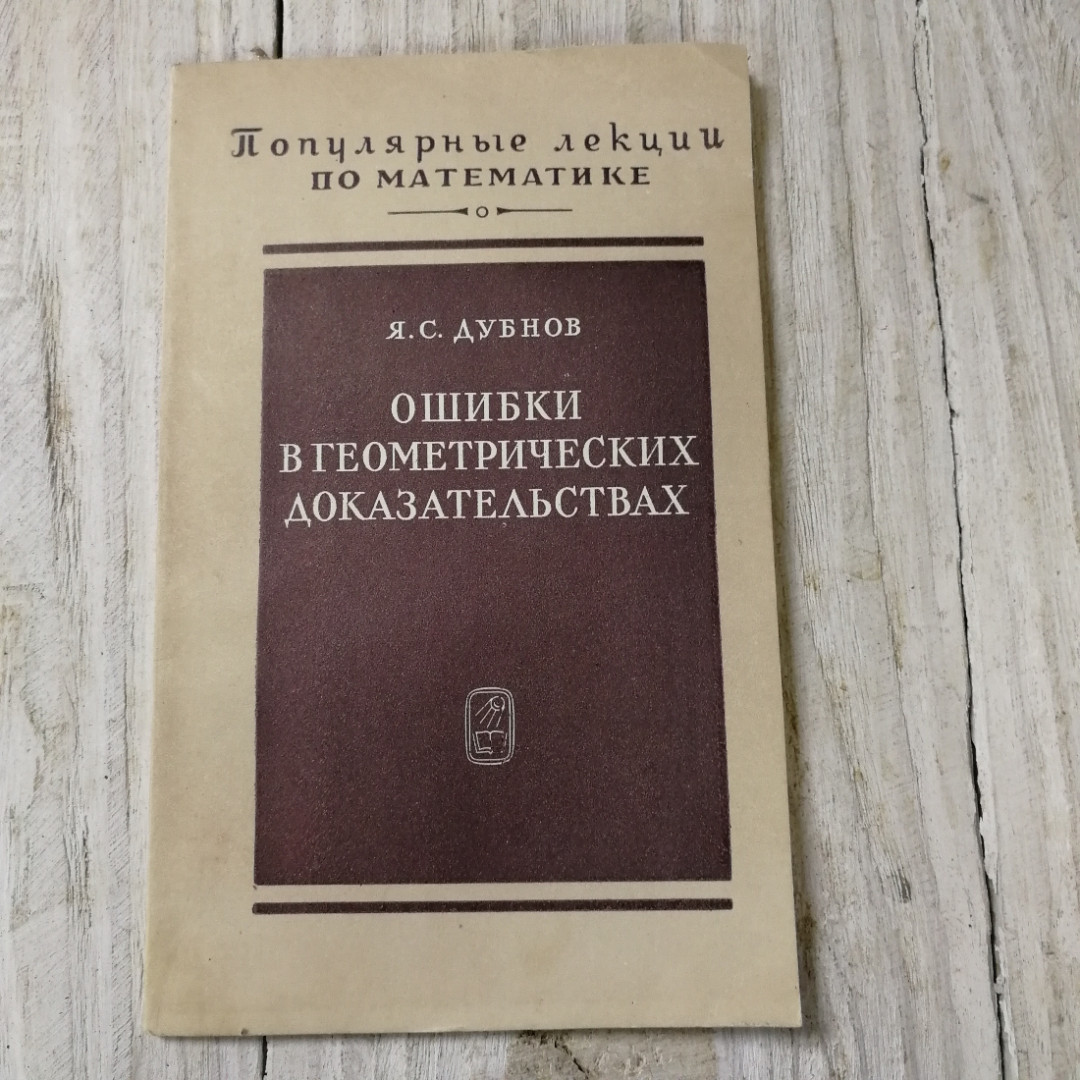 Популярные лекции
ПО МАТЕМАТИКЕ
Я.С. ДУБНОВ
ОШИБКИ
В ГЕОМЕТРИЧЕСКИХ
ДОКАЗАТЕЛЬСТВАХ